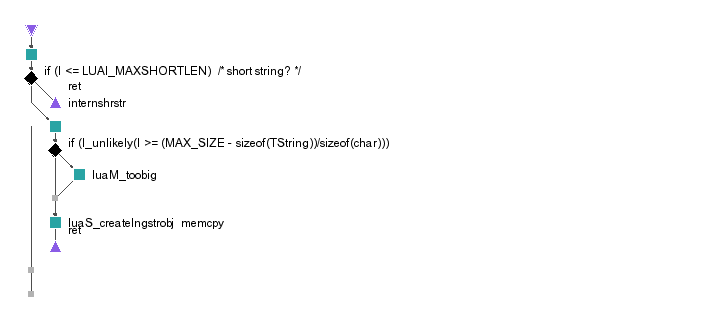 if (l <= LUAI_MAXSHORTLEN)  /* short string? */
ret
internshrstr
if (l_unlikely(l >= (MAX_SIZE - sizeof(TString))/sizeof(char)))
luaM_toobig
luaS_createlngstrobj  memcpy
ret